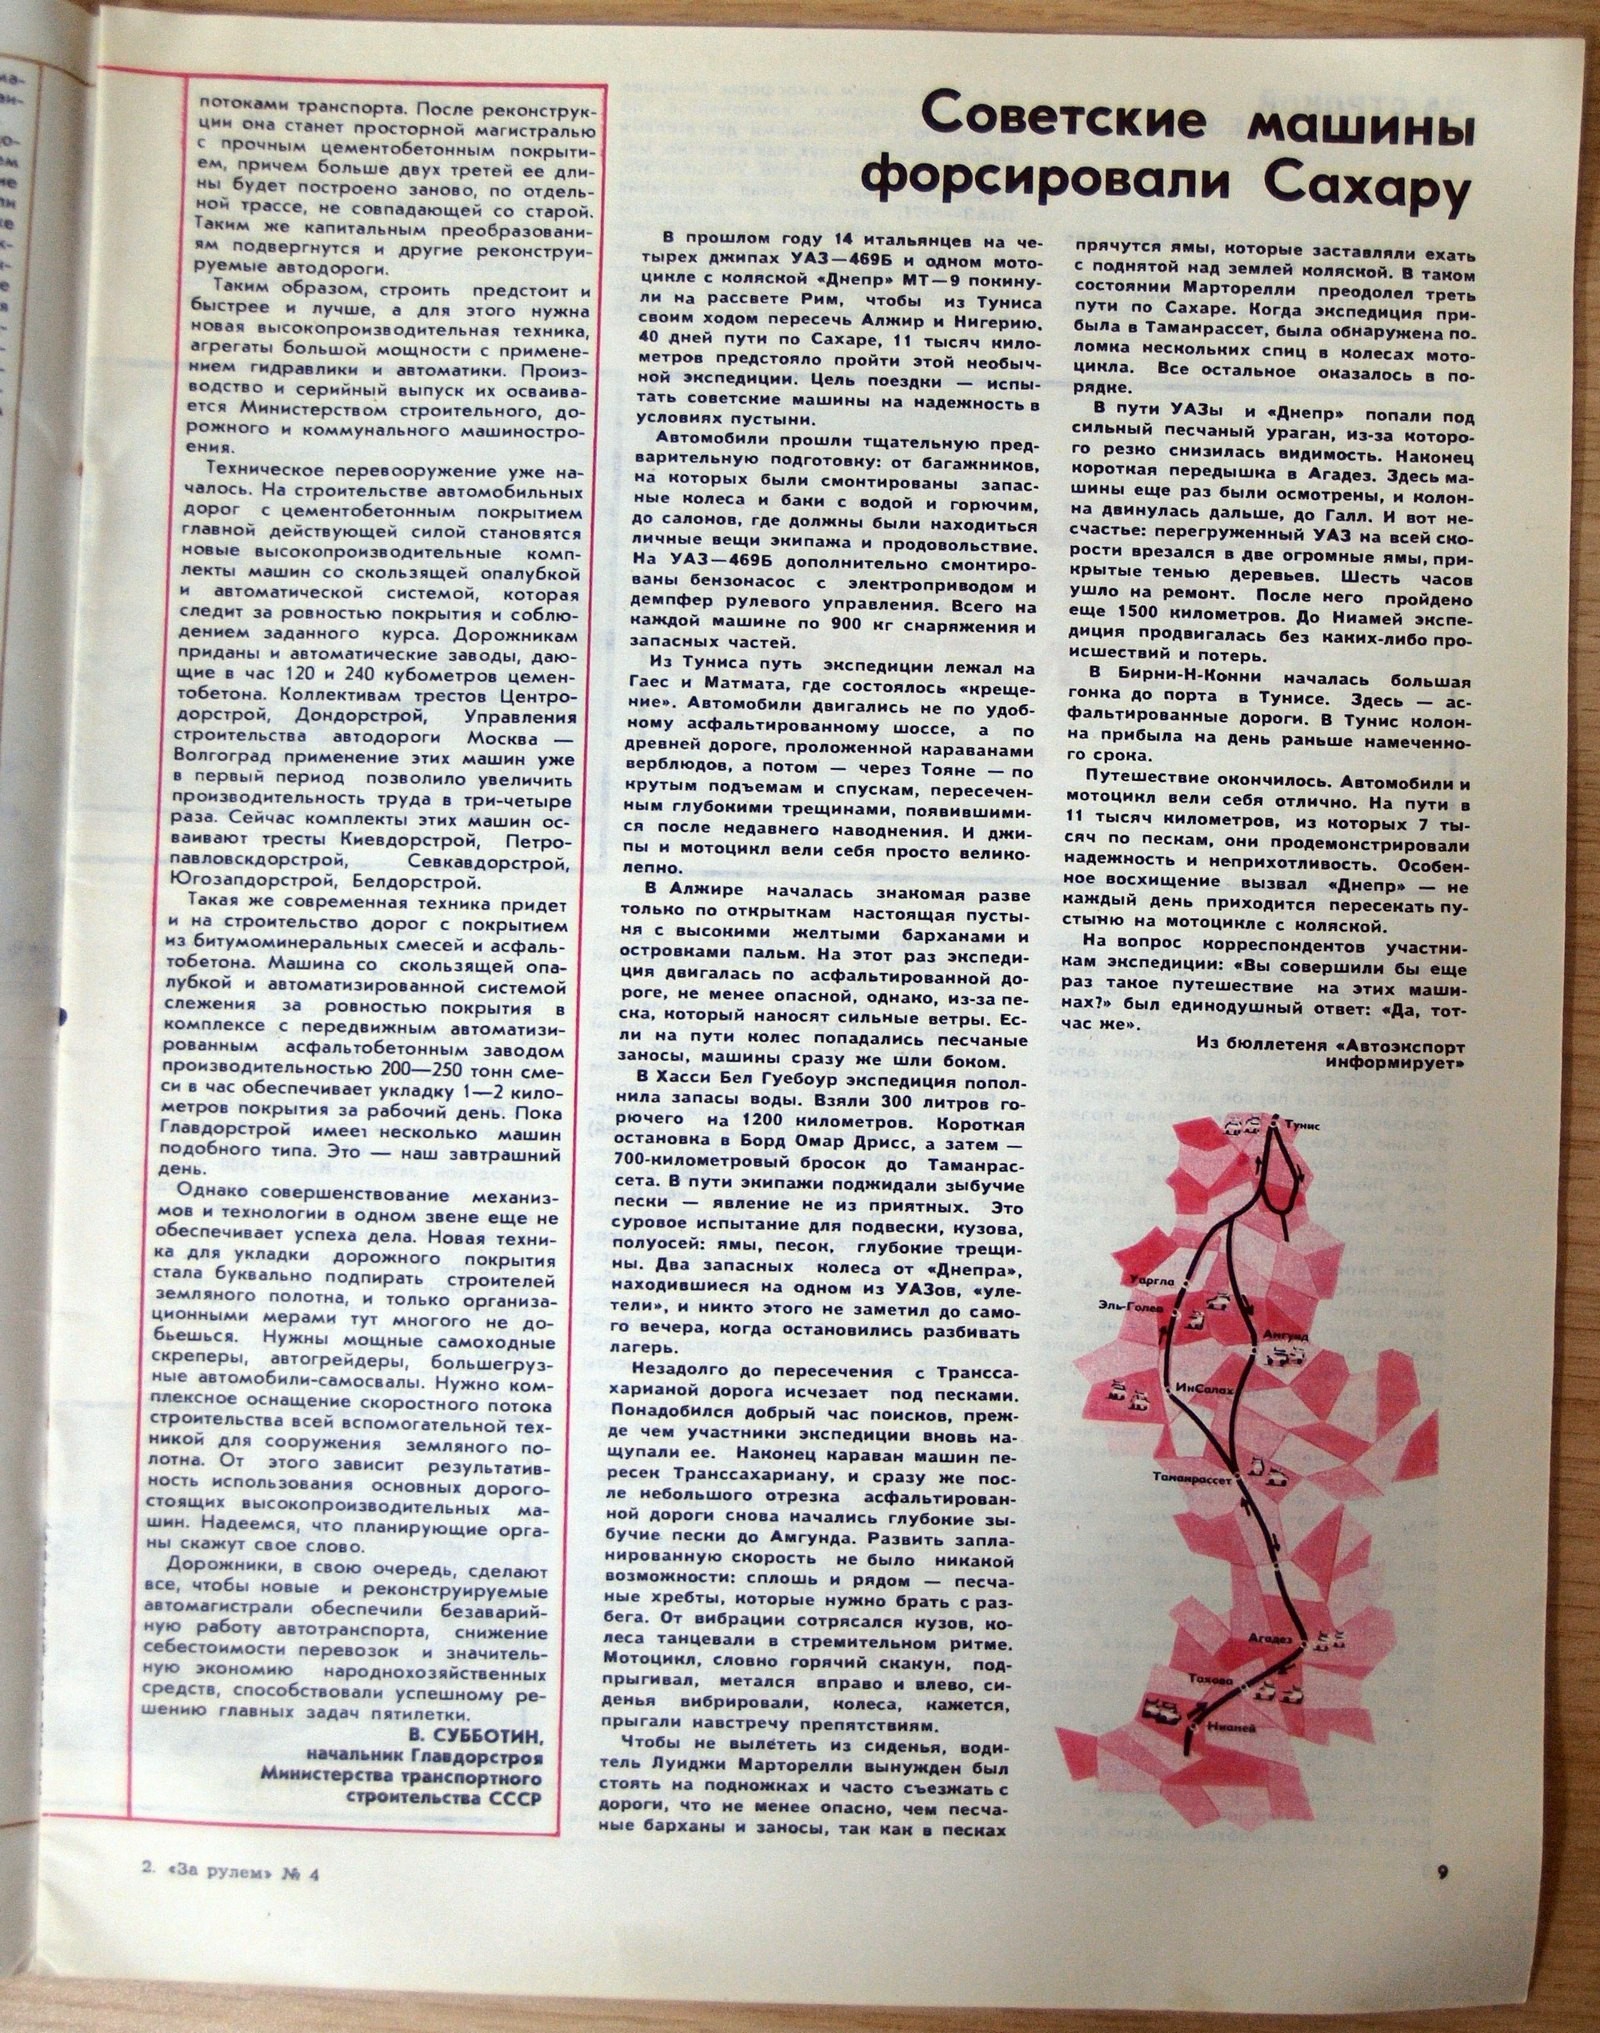 потоками транспорта. После реконструк-
ции она станет просторной магистралью
с прочным цементобетонным покрыти-
ем, причем больше двух третей ее дли-
ны будет построено заново, по отдель-
ной трассе, не совпадающей со старой.
Таким же капитальным преобразовани-
ям подвергнутся и другие реконструи-
руемые автодороги.
Таким образом, строить предстоит и
быстрее и лучше, а для этого нужна
новая высокопроизводительная техника,
агрегаты большой мощности с примене-
нием гидравлики и автоматики. Произ-
водство и серийный выпуск их осваива-
ется Министерством строительного, до-
рожного и коммунального машиностро-
ения.
Техническое перевооружение уже на-
чалось. На строительстве автомобильных
дорог с цементобетонным покрытием
главной действующей силой становятся
новые высокопроизводительные комп-
лекты машин со скользящей опалубкой
и автоматической системой, которая
следит за ровностью покрытия и соблю-
дением заданного курса. Дорожникам
приданы и автоматические заводы, даю-
щие в час 120 и 240 кубометров цемен-
тобетона. Коллективам трестов Центро-
дорстрой, Дондорстрой, Управления
строительства автодороги Москва —
Волгоград применение этих машин уже
в первый период позволило увеличить
производительность труда в три-четыре
раза. Сейчас комплекты этих машин ос-
ваивают тресты Киевдорстрой, Петро-
павловскдорстрой, Севкавдорстрой,
Югозапдорстрой, Белдорстрой.
Такая же современная техника придет
и на строительство дорог с покрытием
из битумоминеральных смесей и асфаль-
тобетона. Машина со скользящей опа-
лубкой и автоматизированной системой
слежения за ровностью покрытия в
комплексе с передвижным автоматизи-
рованным асфальтобетонным заводом
производительностью 200—250 тонн сме-
си в час обеспечивает укладку 1—2 кило-
метров покрытия за рабочий день. Пока
Главдорстрой имеет несколько машин
подобного типа. Это — наш завтрашний
день.
Однако совершенствование механиз-
мов и технологии в одном звене еще не
обеспечивает успеха дела. Новая техни-
ка для укладки дорожного покрытия
стала буквально подпирать строителей
земляного полотна, и только организа-
ционными мерами тут многого не до-
бьешься. Нужны мощные самоходные
скреперы, автогрейдеры, большегруз-
ные автомобили-самосвалы. Нужно ком-
плексное оснащение скоростного потока
строительства всей вспомогательной тех-
никой для сооружения земляного по-
лотна. От этого зависит результатив-
ность использования основных дорого-
стоящих высокопроизводительных ма-
шин. Надеемся, что планирующие орга-
ны скажут свое слово.
Дорожники, в свою очередь, сделают
все, чтобы новые и реконструируемые
автомагистрали обеспечили безаварий-
ную работу автотранспорта, снижение
себестоимости перевозок и значитель-
ную экономию народнохозяйственных
средств, способствовали успешному ре-
шению главных задач пятилетки.
В. СУББОТИН,
начальник Главдорстроя
Министерства транспортного
строительства СССР
Советские машины
форсировали Сахару
В прошлом году 14 итальянцев на че-
тырех джипах УАЗ—469Б и одном мото-
цикле с коляской «Днепр» МТ—9 покину-
ли на рассвете Рим, чтобы из Туниса
своим ходом пересечь Алжир и Нигерию.
40 дней пути по Сахаре, 11 тысяч кило-
метров предстояло пройти этой необыч-
ной экспедиции. Цель поездки — испы-
тать советские машины на надежность в
условиях пустыни.
Автомобили прошли тщательную пред-
варительную подготовку: от багажников,
на которых были смонтированы запас-
ные колеса и баки с водой и горючим,
до салонов, где должны были находиться
личные вещи экипажа и продовольствие.
На УАЗ—469Б дополнительно смонтиро-
ваны бензонасос с электроприводом и
демпфер рулевого управления. Всего на
каждой машине по 900 кг снаряжения и
запасных частей.
Из Туниса путь экспедиции лежал на
Гаес и Матмата, где состоялось «креще-
ние». Автомобили двигались не по удоб-
ному асфальтированному шоссе, а по
древней дороге, проложенной караванами
верблюдов, а потом — через Тояне — по
крутым подъемам и спускам, пересечен-
ным глубокими трещинами, появившими-
ся после недавнего наводнения. И джи-
пы и мотоцикл вели себя просто велико-
лепно.
В Алжире началась знакомая разве
только по открыткам настоящая пусты-
ня с высокими желтыми барханами и
островками пальм. На этот раз экспеди-
ция двигалась по асфальтированной до-
роге, не менее опасной, однако, из-за пе-
ска, который наносят сильные ветры. Ес-
ли на пути колес попадались песчаные
заносы, машины сразу же шли боком.
В Хасси Бел Гуебоур экспедиция попол-
нила запасы воды. Взяли 300 литров го-
рючего на 1200 километров. Короткая
остановка в Борд Омар Дрисс, а затем —
700-километровый бросок до Таманрас-
сета. В пути экипажи поджидали зыбучие
пески — явление не из приятных. Это
суровое испытание для подвески, кузова,
полуосей: ямы, песок, глубокие трещи-
ны. Два запасных колеса от «Днепра»,
находившиеся на одном из УАЗов, «уле-
тели», и никто этого не заметил до само-
го вечера, когда остановились разбивать
лагерь.
Незадолго до пересечения с Трансса-
харианой дорога исчезает под песками.
Понадобился добрый час поисков, преж-
де чем участники экспедиции вновь на-
щупали ее. Наконец караван машин пе-
ресек Транссахариану, и сразу же пос-
ле небольшого отрезка асфальтирован-
ной дороги снова начались глубокие зы-
бучие пески до Амгунда. Развить запла-
нированную скорость не было никакой
возможности: сплошь и рядом — песча-
ные хребты, которые нужно брать с раз-
бега. От вибрации сотрясался кузов, ко-
леса танцевали в стремительном ритме.
Мотоцикл, словно горячий скакун, под-
прыгивал, метался вправо и влево, си-
денья вибрировали, колеса, кажется,
прыгали навстречу препятствиям.
Чтобы не вылететь из сиденья, води-
тель Луиджи Марторелли вынужден был
стоять на подножках и часто съезжать с
дороги, что не менее опасно, чем песча-
ные барханы и заносы, так как в песках
прячутся ямы, которые заставляли ехать
с поднятой над землей коляской. В таком
состоянии Марторелли преодолел треть
пути по Сахаре. Когда экспедиция при-
была в Таманрассет, была обнаружена по-
ломка нескольких спиц в колесах мото-
цикла. Все остальное оказалось в по-
рядке.
В пути УАЗы и «Днепр» попали под
сильный песчаный ураган, из-за которо-
го резко снизилась видимость. Наконец
короткая передышка в Агадез. Здесь ма-
шины еще раз были осмотрены, и колон-
на двинулась дальше, до Галл. И вот не-
счастье: перегруженный УАЗ на всей ско-
рости врезался в две огромные ямы, при-
крытые тенью деревьев. Шесть часов
ушло на ремонт. После него пройдено
еще 1500 километров. До Ниамей экспе-
диция продвигалась без каких-либо про-
исшествий и потерь.
В Бирни-Н-Конни началась большая
гонка до порта в Тунисе. Здесь — ас-
фальтированные дороги. В Тунис колон-
на прибыла на день раньше намеченно-
го срока.
Путешествие окончилось. Автомобили и
мотоцикл вели себя отлично. На пути в
11 тысяч километров, из которых 7 ты-
сяч по пескам, они продемонстрировали
надежность и неприхотливость. Особен-
ное восхищение вызвал «Днепр» — не
каждый день приходится пересекать пу-
стыню на мотоцикле с коляской.
На вопрос корреспондентов участни-
кам экспедиции: «Вы совершили бы еще
раз такое путешествие на этих маши-
нах?» был единодушный ответ: «Да, тот-
час же».
Из бюллетеня «Автоэкспорт
информирует»
Тунис
Уаргла
Эль-Голеа
Амгунд
ИнСалах
Таманрассет
Агадез
Тахова
Ниамей
2. «За рулем» № 4
9